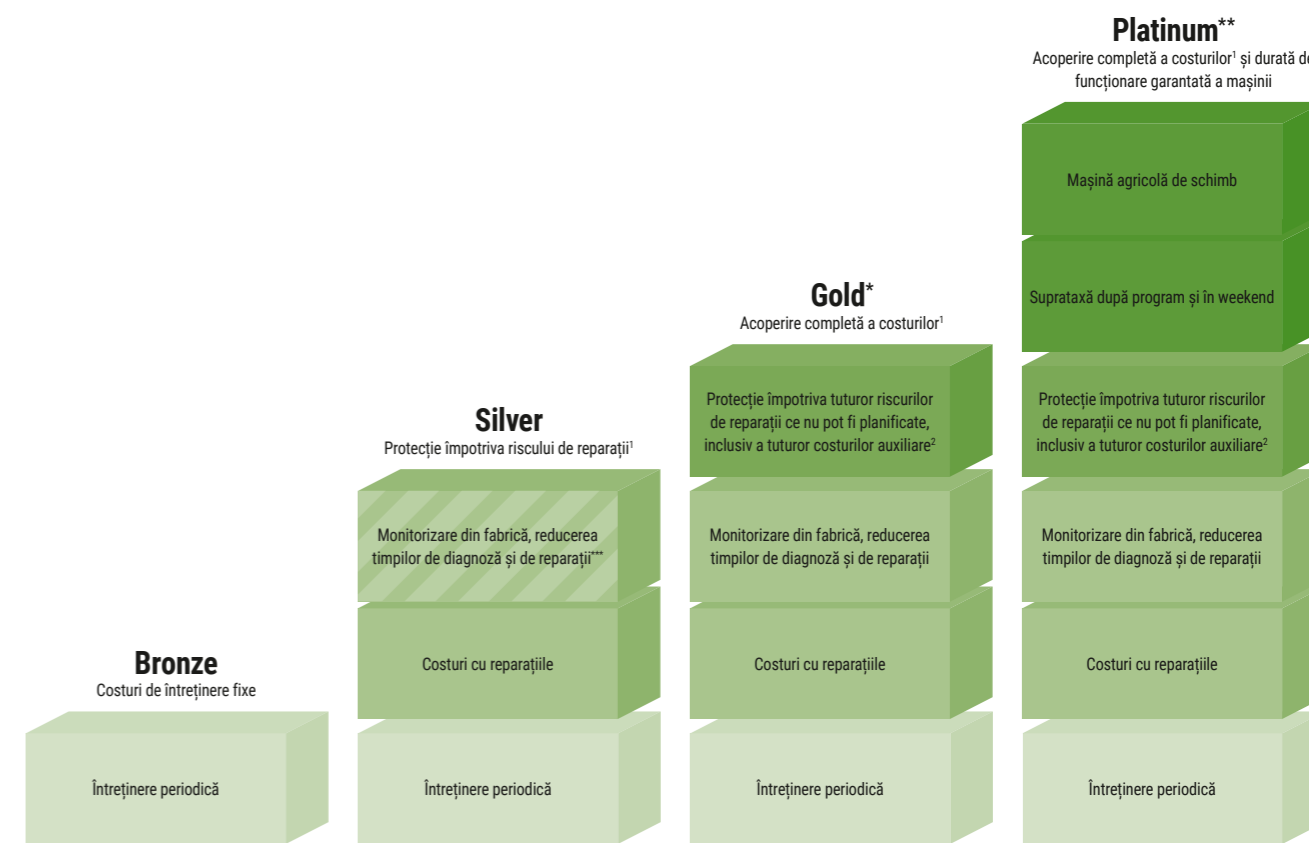 Platinum**
Acoperire completă a costurilor¹ și durată de
funcționare garantată a mașinii
Mașină agricolă de schimb
Suprataxă după program și în weekend
Protecție împotriva tuturor riscurilor
de reparații ce nu pot fi planificate,
inclusiv a tuturor costurilor auxiliare²
Monitorizare din fabrică, reducerea
timpilor de diagnoză și de reparații
Costuri cu reparațiile
Întreținere periodică
Gold*
Acoperire completă a costurilor¹
Protecție împotriva tuturor riscurilor
de reparații ce nu pot fi planificate,
inclusiv a tuturor costurilor auxiliare²
Monitorizare din fabrică, reducerea
timpilor de diagnoză și de reparații
Costuri cu reparațiile
Întreținere periodică
Silver
Protecție împotriva riscului de reparații¹
Monitorizare din fabrică, reducerea
timpilor de diagnoză și de reparații***
Costuri cu reparațiile
Întreținere periodică
Bronze
Costuri de întreținere fixe
Întreținere periodică